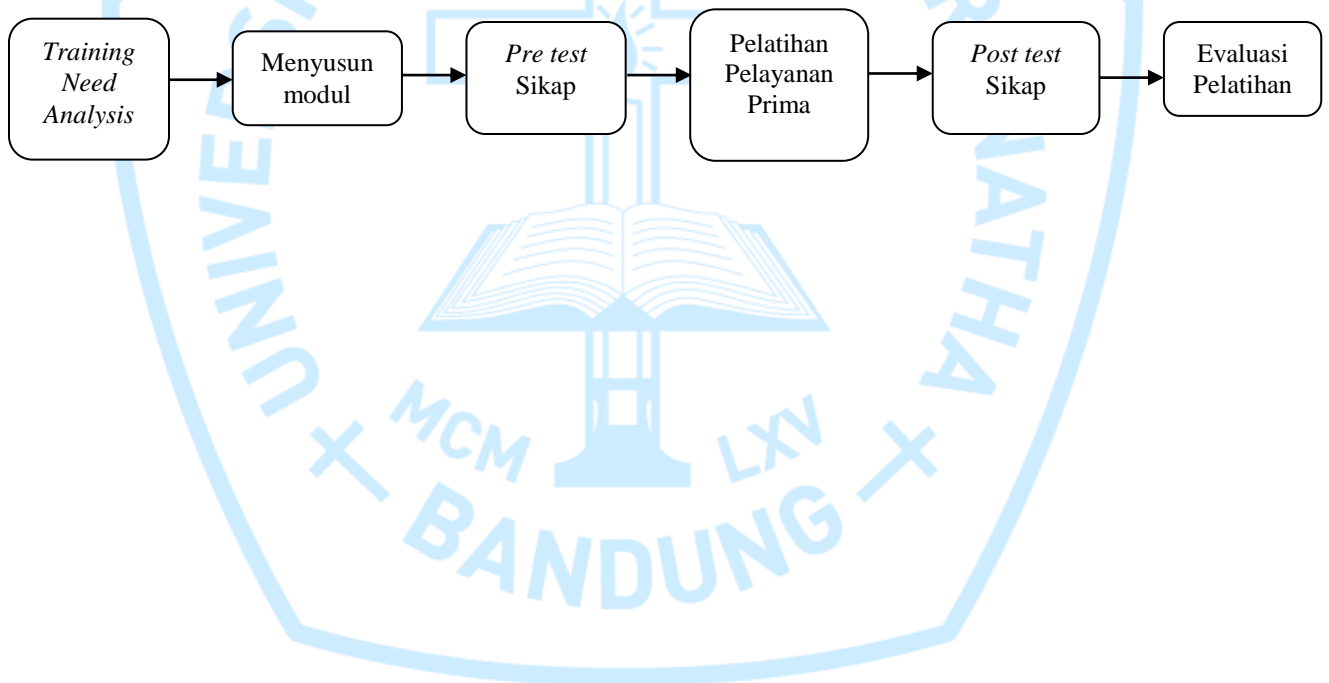 Training
Need
Analysis
Menyusun
modul
Pre test
Sikap
Pelatihan
Pelayanan
Prima
Post test
Sikap
Evaluasi
Pelatihan
MCM
LXV
BANDUNG